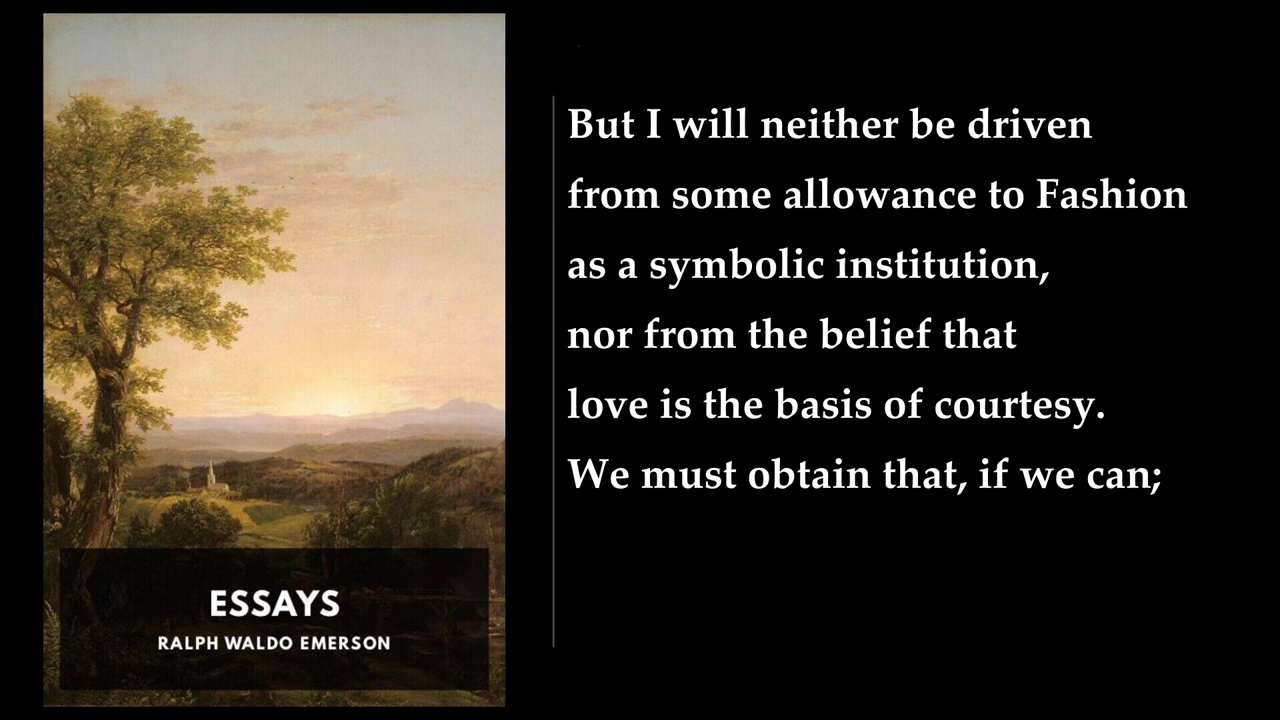 ESSAYS
RALPH WALDO EMERSON
But I will neither be driven
from some allowance to Fashion
as a symbolic institution,
nor from the belief that
love is the basis of courtesy.
We must obtain that, if we can;